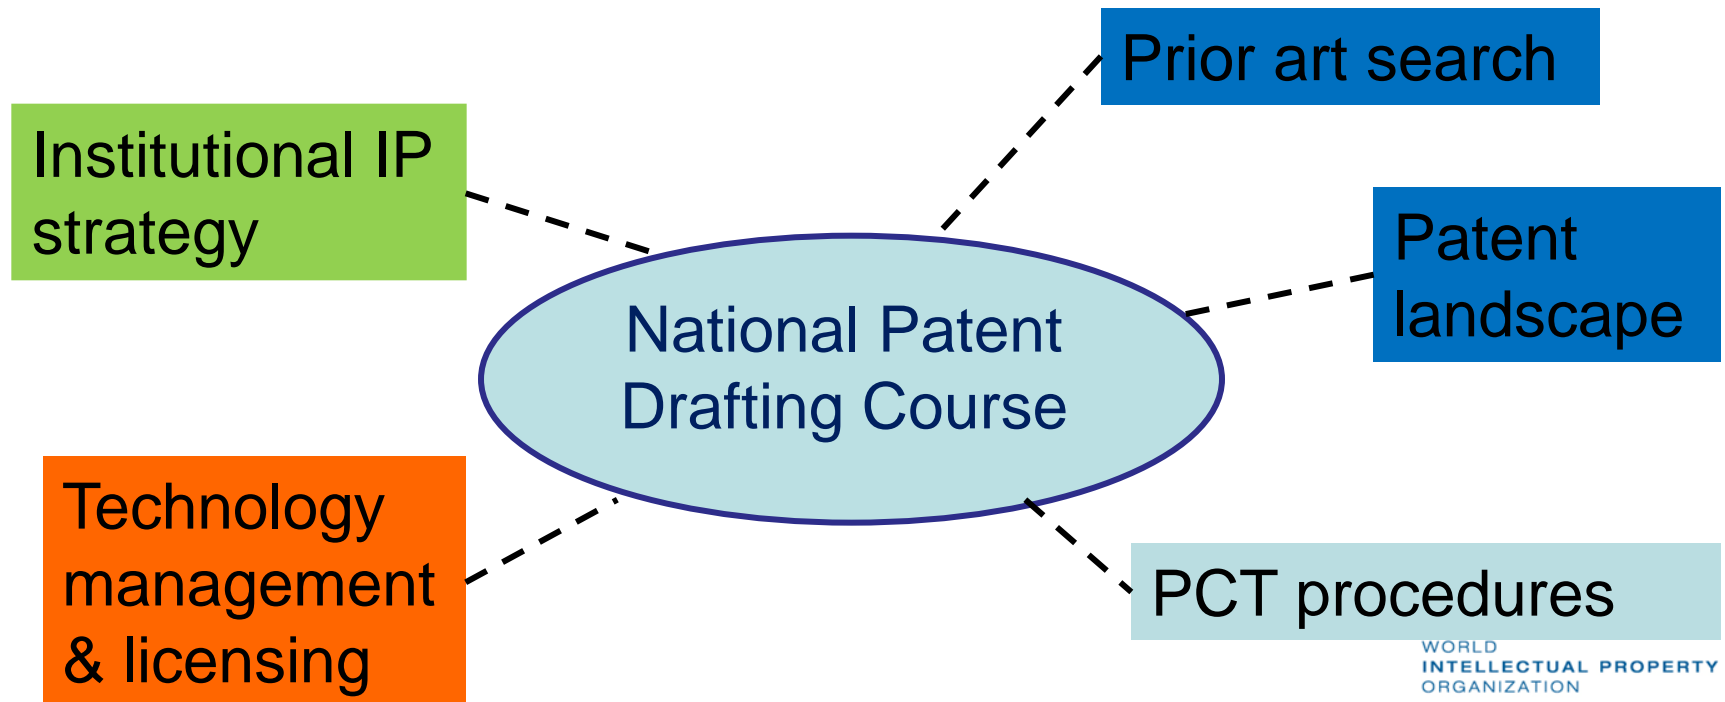 Prior art search
Institutional IP
strategy
Patent
landscape
National Patent
Drafting Course
Technology
management
& licensing
PCT procedures
WORLD
INTELLECTUAL PROPERTY
ORGANIZATION